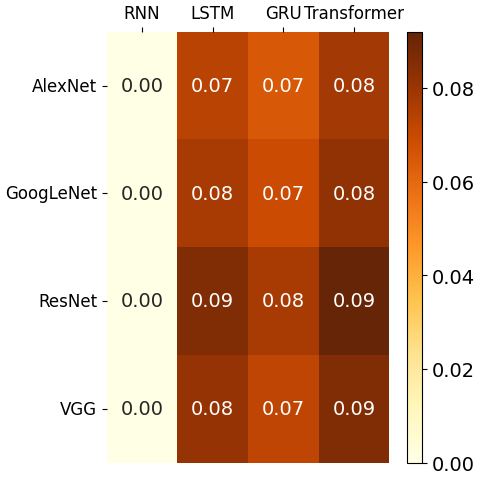 RNN LSTM GRU Transformer
AlexNet 0.00 0.07 0.07 0.08
GoogLeNet 0.00 0.08 0.07 0.08
ResNet 0.00 0.09 0.08 0.09
VGG 0.00 0.08 0.07 0.09
0.08
0.06
0.04
0.02
0.00